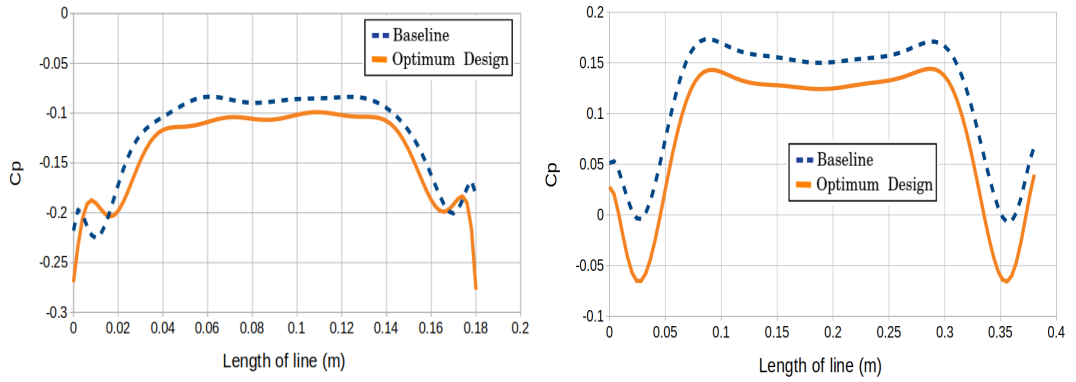 0
-0.05
-0.1
-0.15
-0.2
-0.25
-0.3
Cp
0 0.02 0.04 0.06 0.08 0.1 0.12 0.14 0.16 0.18 0.2
Length of line (m)
Baseline
Optimum Design
0.2
0.15
0.1
0.05
0
-0.05
-0.1
Cp
0 0.05 0.1 0.15 0.2 0.25 0.3 0.35 0.4
Length of line (m)
Baseline
Optimum Design